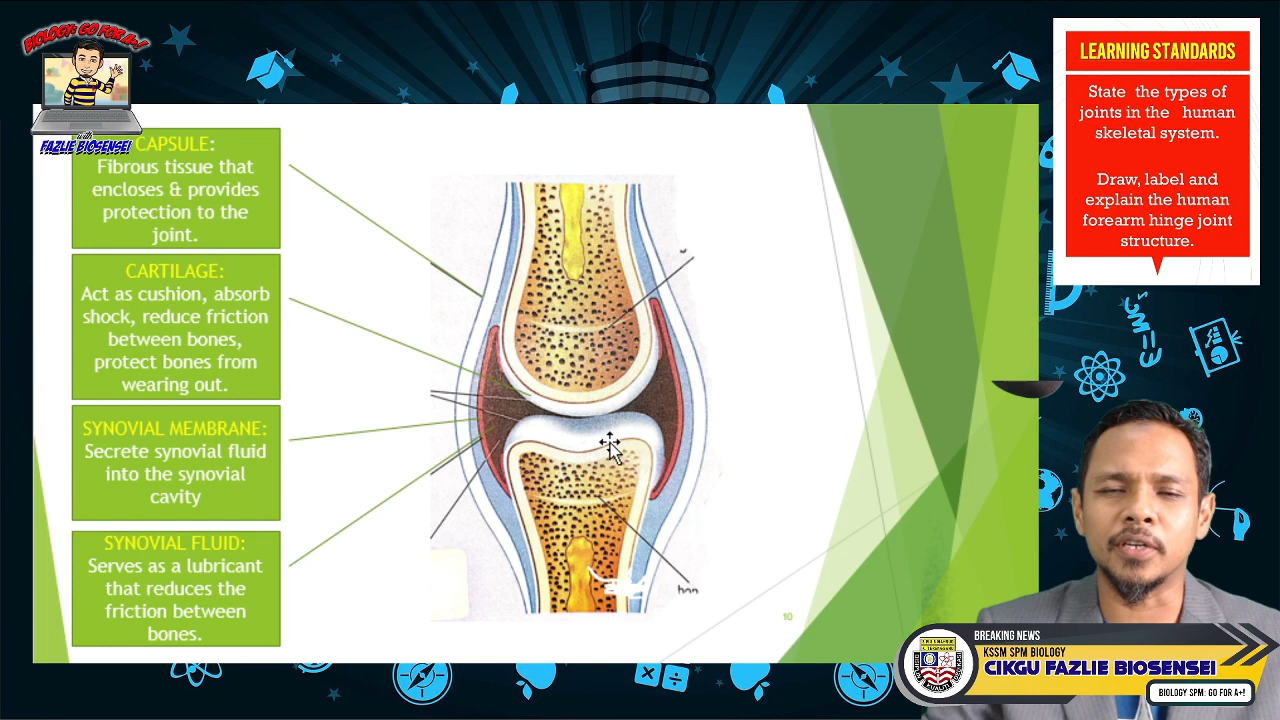 BIOLOGY: GO FOR A+!
with
FAZLIE BIOSENSEI
CAPSULE:
Fibrous tissue that
encloses & provides
protection to the
joint.
CARTILAGE:
Act as cushion, absorb
shock, reduce friction
between bones,
protect bones from
wearing out.
SYNOVIAL MEMBRANE:
Secrete synovial fluid
into the synovial
cavity
SYNOVIAL FLUID:
Serves as a lubricant
that reduces the
friction between
bones.
10
LEARNING STANDARDS
State the types of
joints in the human
skeletal system.
Draw, label and
explain the human
forearm hinge joint
structure.
BREAKING NEWS
KSSM SPM BIOLOGY
CIKGU FAZLIE BIOSENSEI
BIOLOGY SPM: GO FOR A+!